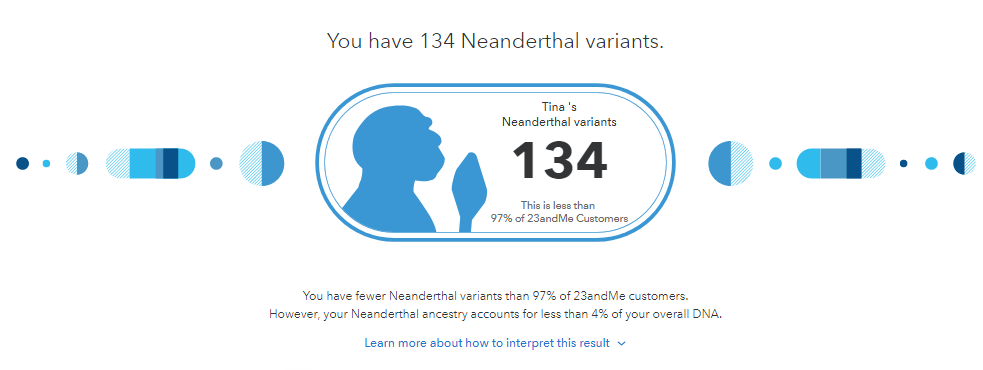 You have 134 Neanderthal variants.
Tina 's
Neanderthal variants
134
This is less than
97% of 23andMe Customers
You have fewer Neanderthal variants than 97% of 23andMe customers.
However, your Neanderthal ancestry accounts for less than 4% of your overall DNA.
Learn more about how to interpret this result